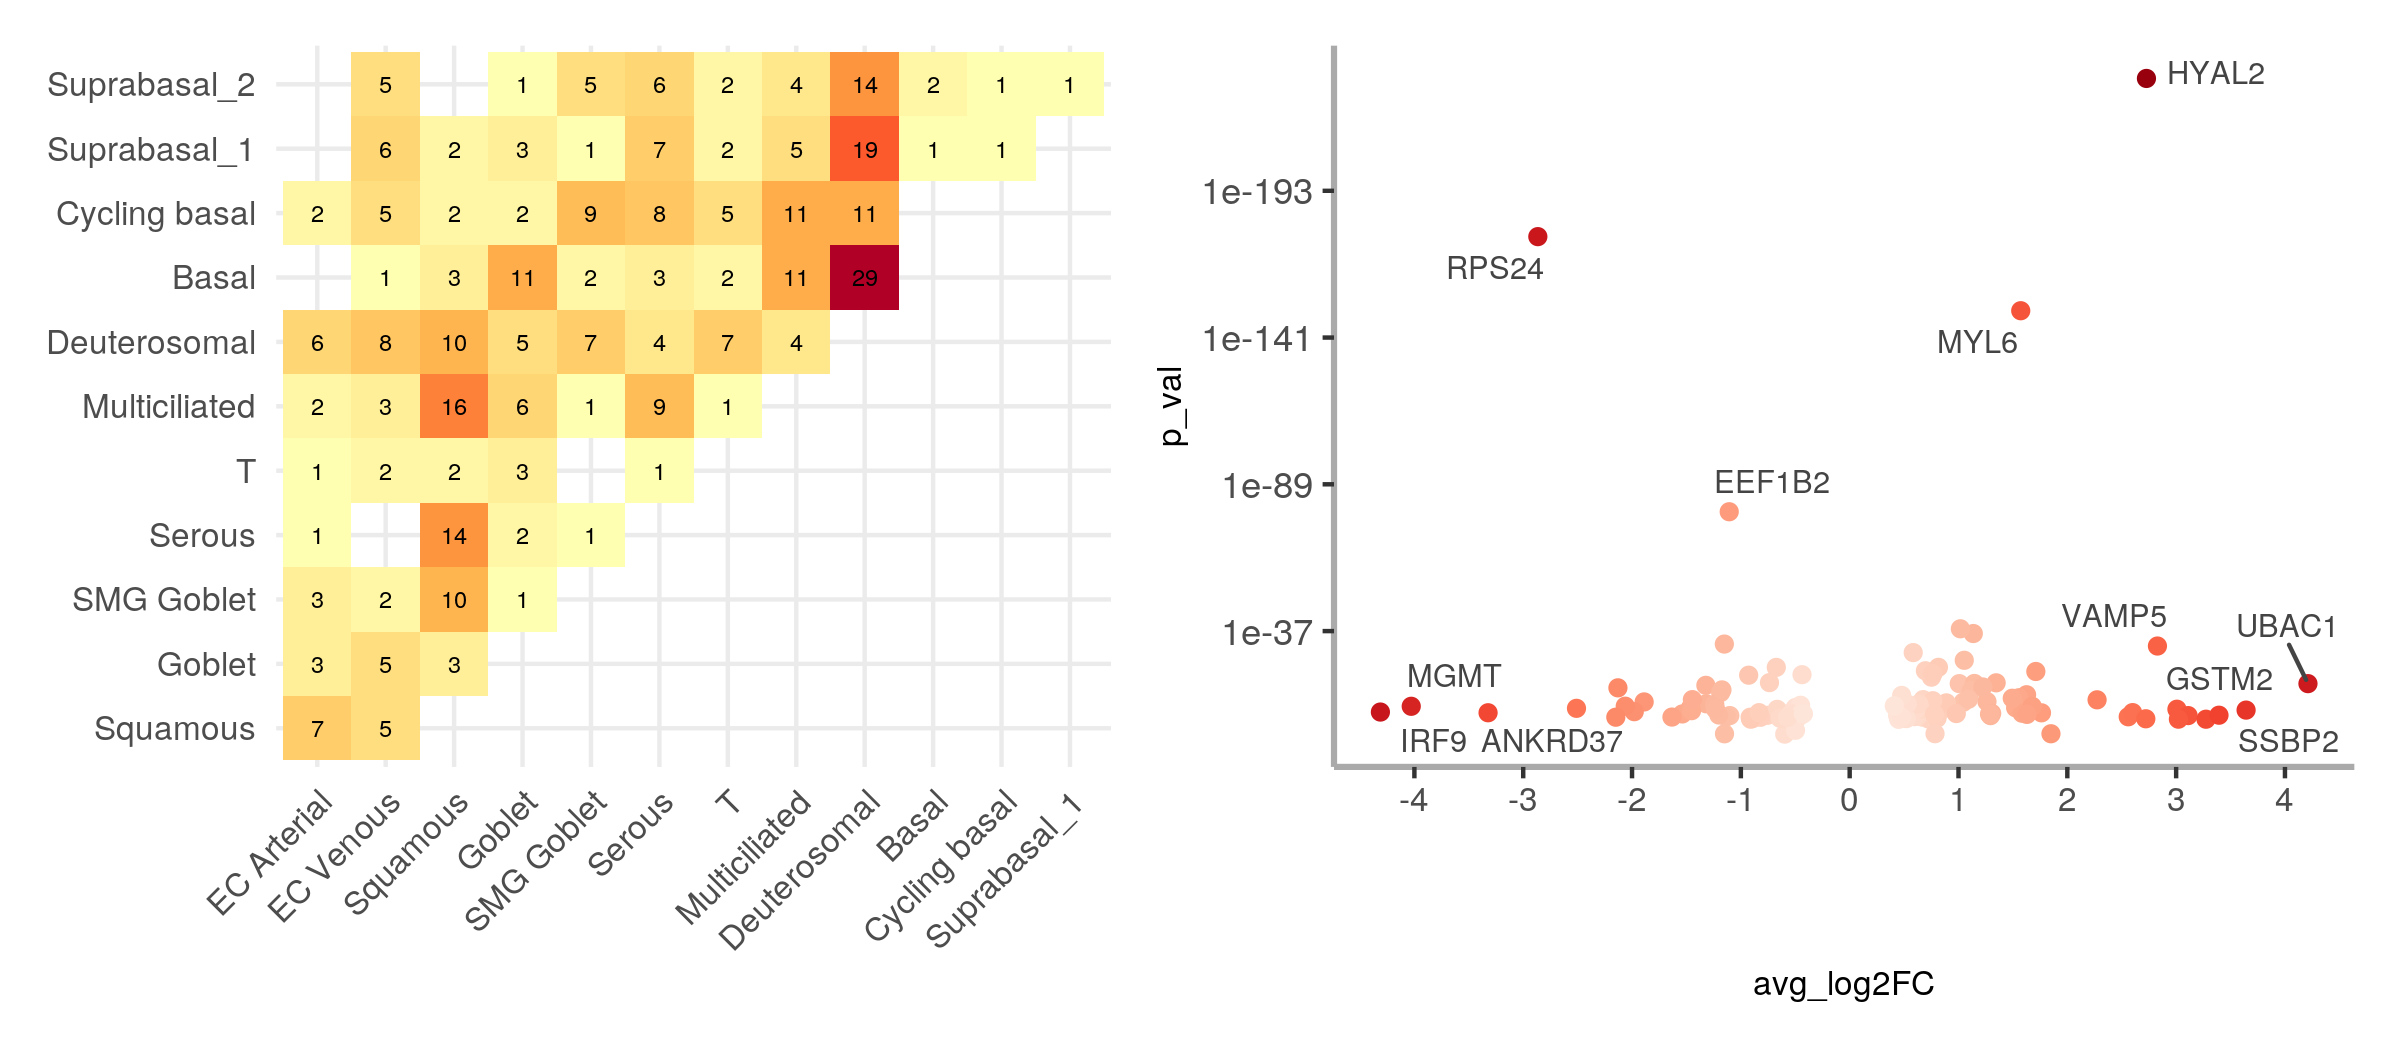 Suprabasal_2 5 1 5 6 2 4 14 2 1 1
Suprabasal_1 6 2 3 1 7 2 5 19 1 1
Cycling basal 2 5 2 2 9 8 5 11 11
Basal 1 3 11 2 3 2 11 29
Deuterosomal 6 8 10 5 7 4 7 4
Multiciliated 2 3 16 6 1 9 1
T 1 2 2 3 1
Serous 1 14 2 1
SMG Goblet 3 2 10 1
Goblet 3 5 3
Squamous 7 5
EC Arterial
EC Venous
Squamous
Goblet
SMG Goblet
Serous
T
Multiciliated
Deuterosomal
Basal
Cycling basal
Suprabasal_1
p_val
1e-193
1e-141
1e-89
1e-37
HYAL2
RPS24
MYL6
EEF1B2
VAMP5
UBAC1
MGMT
GSTM2
IRF9
ANKRD37
SSBP2
-4 -3 -2 -1 0 1 2 3 4
avg_log2FC